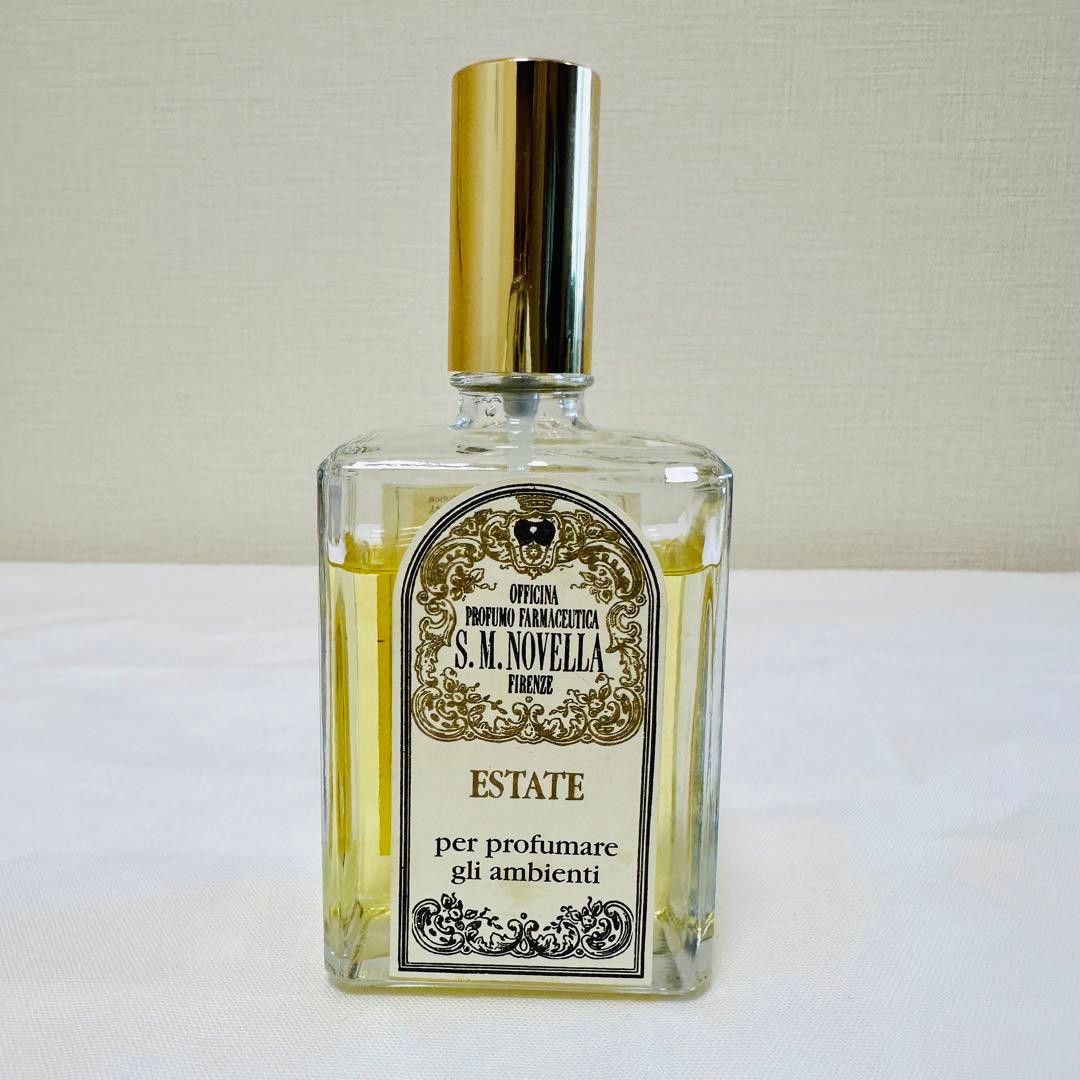 OFFICINA
PROFUMO FARMACEUTICA
S. M. NOVELLA
FIRENZE
ESTATE
per profumare
gli ambienti